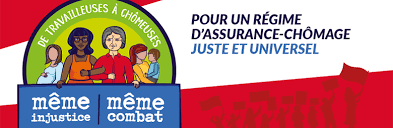 DE TRAVAILLEUSES À CHÔMEUSES
même injustice
même combat
POUR UN RÉGIME
D'ASSURANCE-CHÔMAGE
JUSTE ET UNIVERSEL